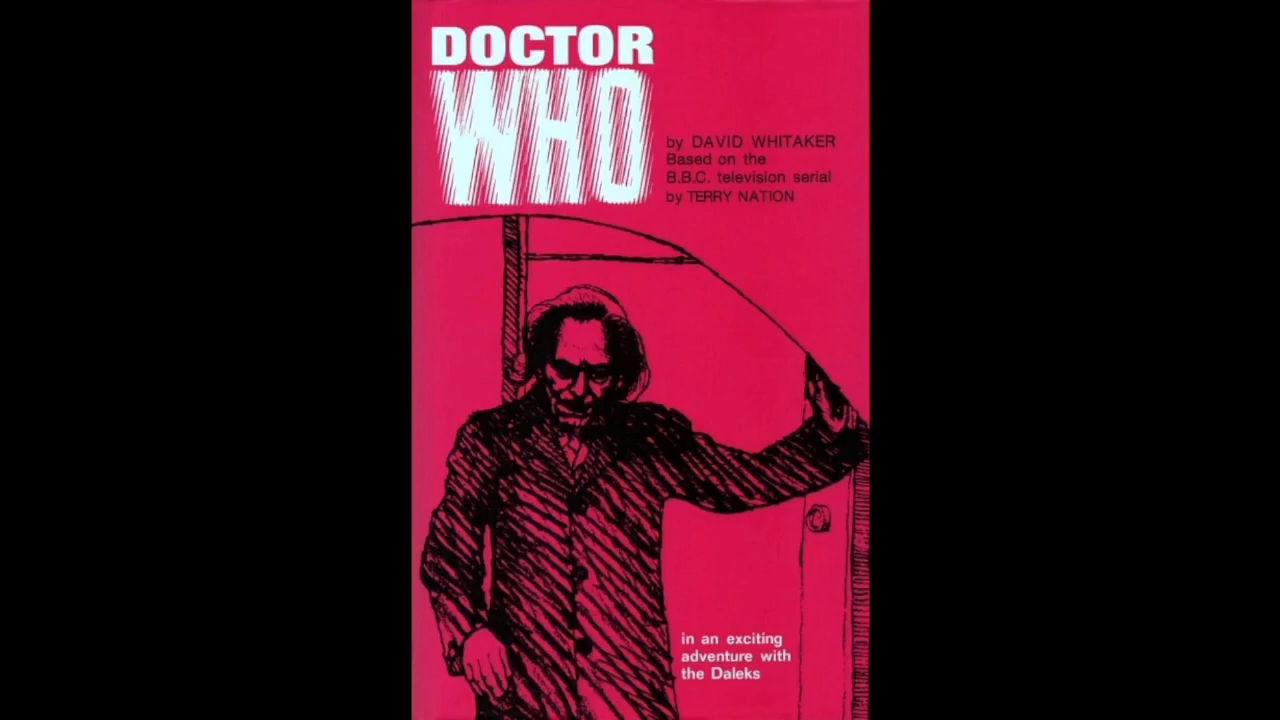 DOCTOR
WHO
by DAVID WHITAKER
Based on the
B.B.C. television serial
by TERRY NATION
in an exciting
adventure with
the Daleks